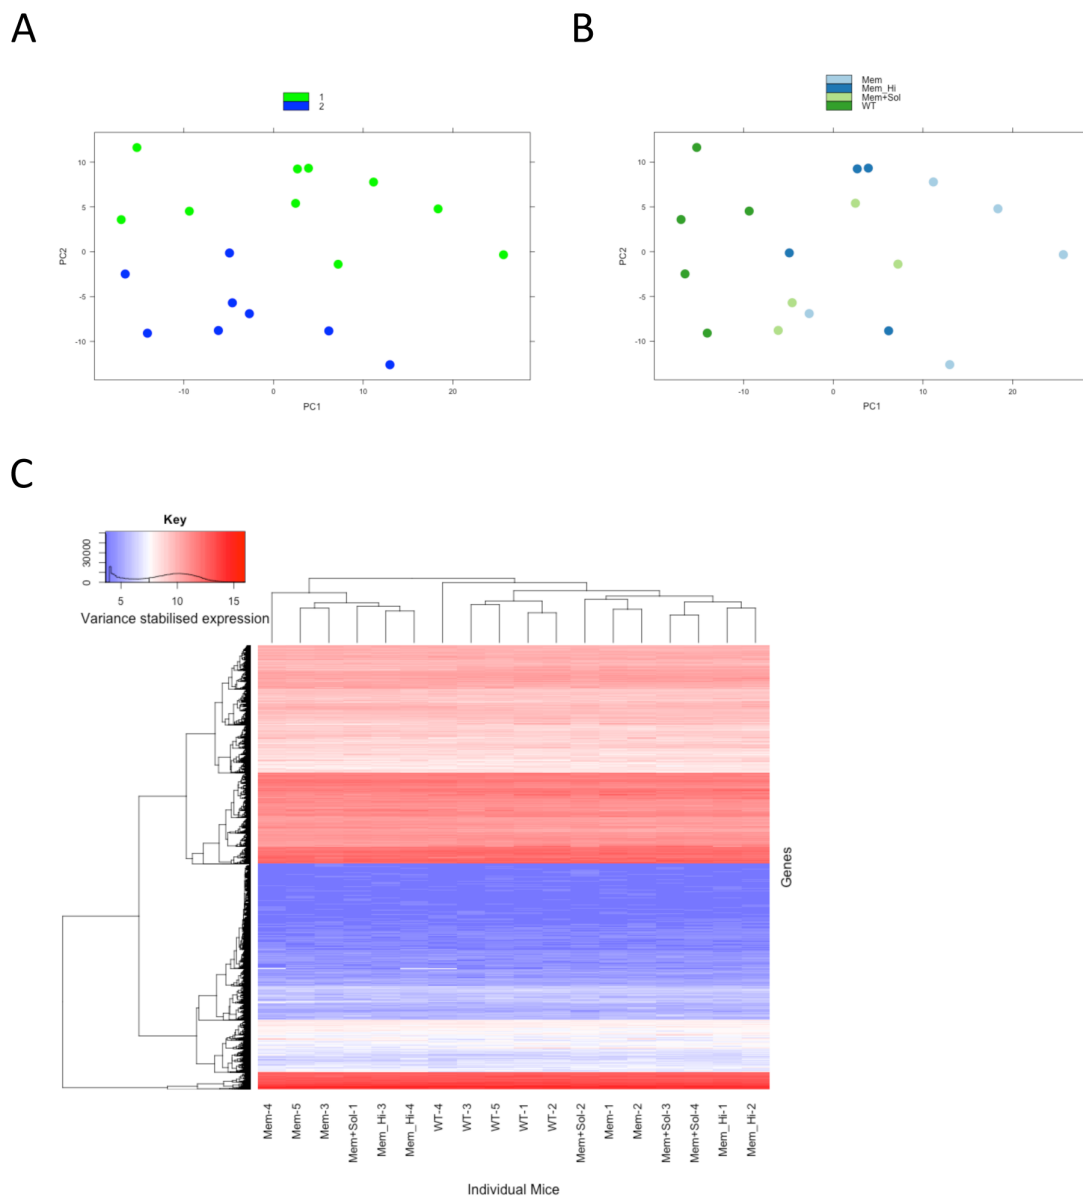 A
B
1
2
Mem
Mem_Hi
Mem+Sol
WT
10
5
0
-5
-10
PC2
-10
0
10
20
PC1
10
5
0
-5
-10
PC2
-10
0
10
20
PC1
C
Key
0
30000
5
10
15
Variance stabilised expression
Genes
Mem-4
Mem-5
Mem-3
Mem+Sol-1
Mem_Hi-3
Mem_Hi-4
WT-4
WT-3
WT-5
WT-1
WT-2
Mem+Sol-2
Mem-1
Mem-2
Mem+Sol-3
Mem+Sol-4
Mem_Hi-1
Mem_Hi-2
Individual Mice